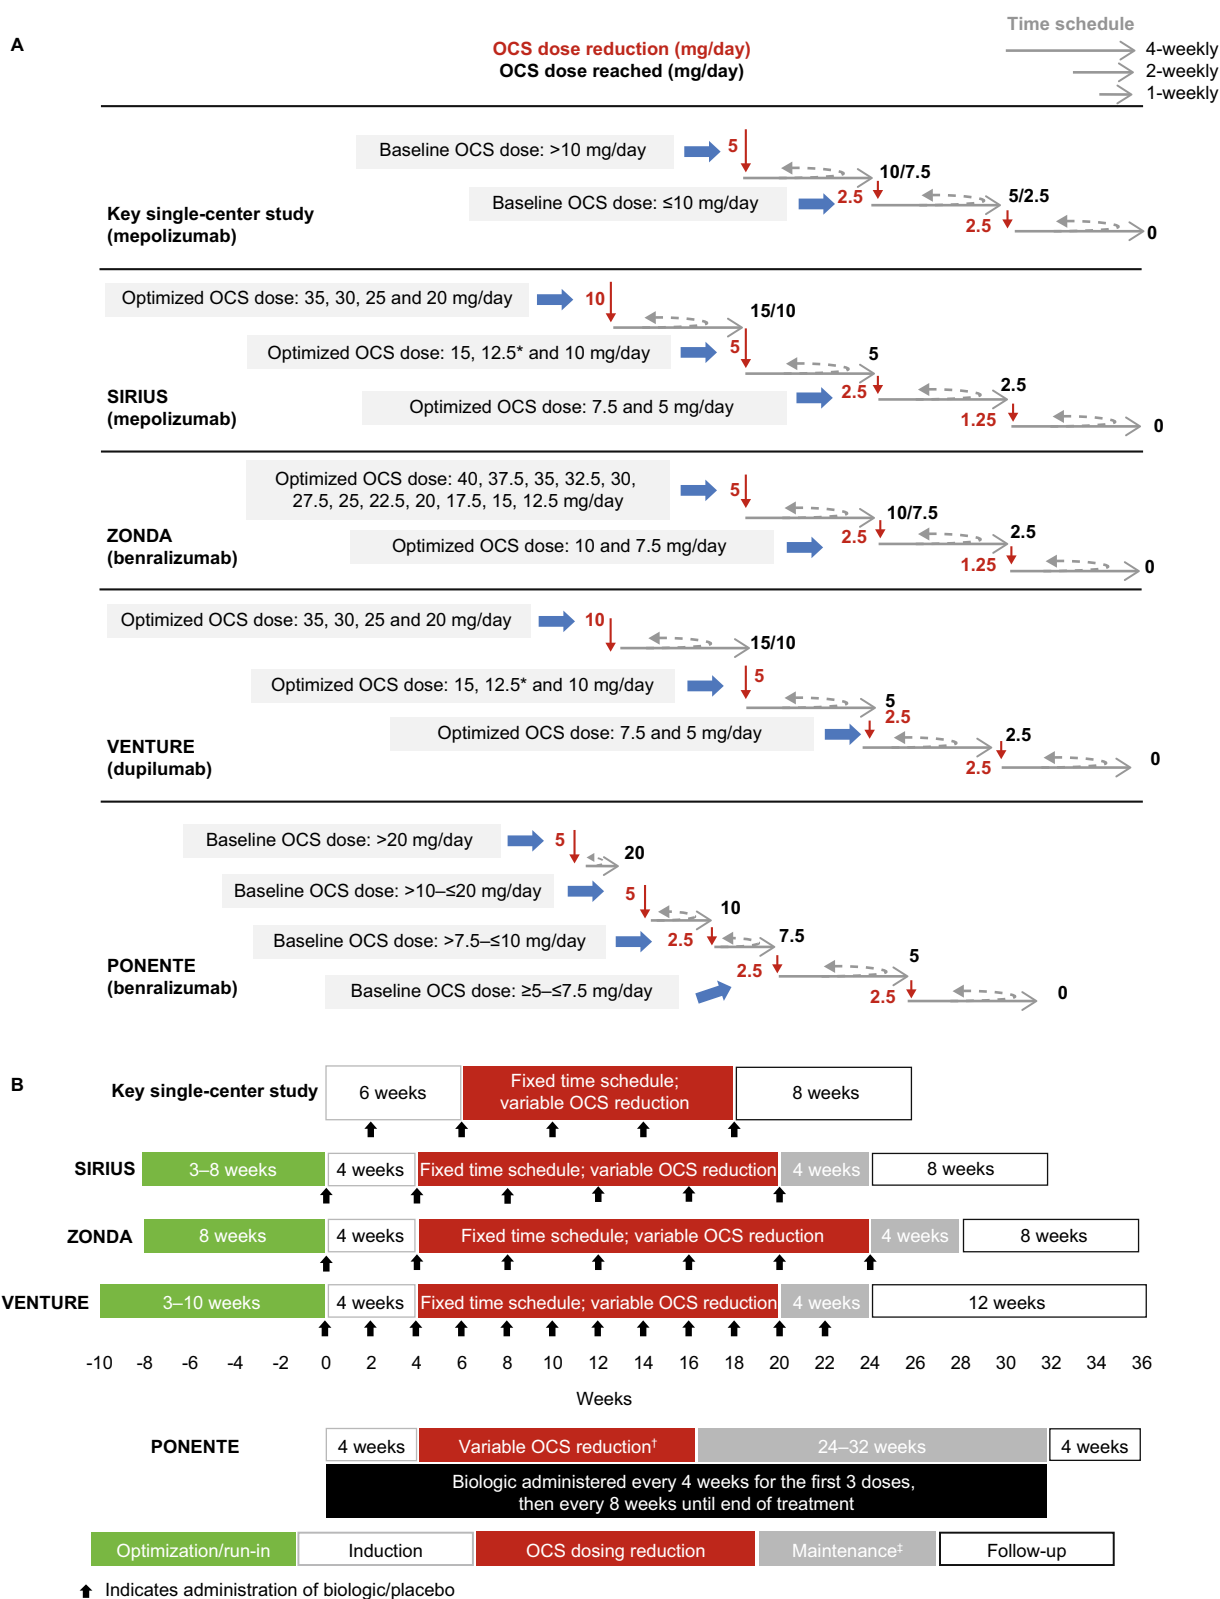 A
OCS dose reduction (mg/day)
OCS dose reached (mg/day)
Time schedule
4-weekly
2-weekly
1-weekly
Baseline OCS dose: >10 mg/day
5
10/7.5
Baseline OCS dose: ≤10 mg/day
2.5
5/2.5
2.5
0
Key single-center study
(mepolizumab)
Optimized OCS dose: 35, 30, 25 and 20 mg/day
10
15/10
Optimized OCS dose: 15, 12.5* and 10 mg/day
5
5
Optimized OCS dose: 7.5 and 5 mg/day
2.5
2.5
1.25
0
SIRIUS
(mepolizumab)
Optimized OCS dose: 40, 37.5, 35, 32.5, 30,
27.5, 25, 22.5, 20, 17.5, 15, 12.5 mg/day
5
10/7.5
Optimized OCS dose: 10 and 7.5 mg/day
2.5
2.5
1.25
0
ZONDA
(benralizumab)
Optimized OCS dose: 35, 30, 25 and 20 mg/day
10
15/10
Optimized OCS dose: 15, 12.5* and 10 mg/day
5
5
2.5
Optimized OCS dose: 7.5 and 5 mg/day
2.5
2.5
0
VENTURE
(dupilumab)
Baseline OCS dose: >20 mg/day
5
20
Baseline OCS dose: >10–≤20 mg/day
5
10
Baseline OCS dose: >7.5–≤10 mg/day
2.5
7.5
Baseline OCS dose: ≥5–≤7.5 mg/day
2.5
5
2.5
0
PONENTE
(benralizumab)
B
Key single-center study
6 weeks
Fixed time schedule;
variable OCS reduction
8 weeks
SIRIUS
3–8 weeks
4 weeks
Fixed time schedule; variable OCS reduction
4 weeks
8 weeks
ZONDA
8 weeks
4 weeks
Fixed time schedule; variable OCS reduction
4 weeks
8 weeks
VENTURE
3–10 weeks
4 weeks
Fixed time schedule; variable OCS reduction
4 weeks
12 weeks
-10 -8 -6 -4 -2 0 2 4 6 8 10 12 14 16 18 20 22 24 26 28 30 32 34 36
Weeks
PONENTE
4 weeks
Variable OCS reduction†
24–32 weeks
4 weeks
Biologic administered every 4 weeks for the first 3 doses,
then every 8 weeks until end of treatment
Optimization/run-in
Induction
OCS dosing reduction
Maintenance‡
Follow-up
Indicates administration of biologic/placebo